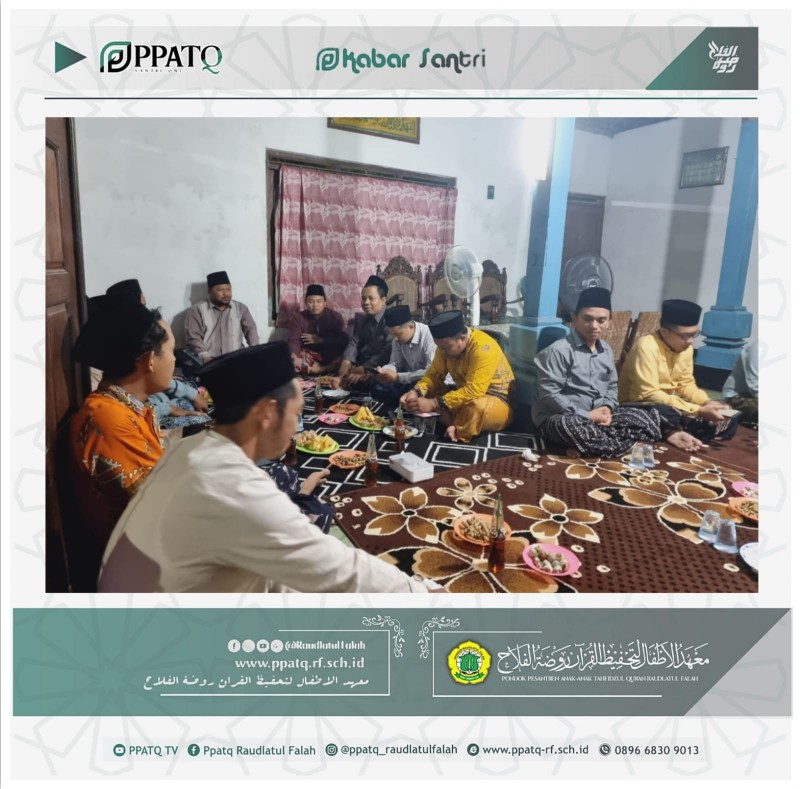 PPATQ
Kabar Santri
@Raudlatul Falah
www.ppatq.rf.sch.id
معهد الاطفال لتحفيظ القران روضة الفلاح
معهد الاطفال لتحفيظ القرآن روضة الفلاح
PONDOK PESANTREN ANAK-ANAK TAHFIDZUL QURAN RAUDLATUL FALAH
PPATQ TV Ppatq Raudlatul Falah @ppatq_raudlatulfalah www.ppatq-rf.sch.id 0896 6830 9013